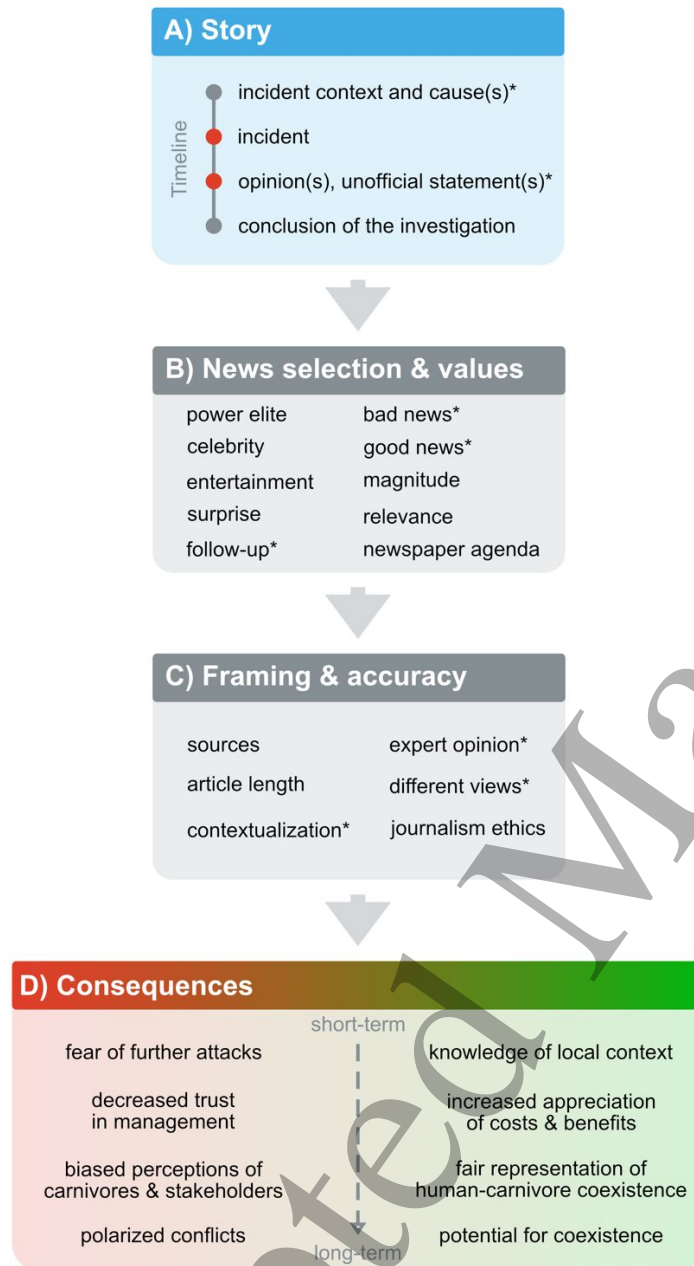 A) Story
Timeline
incident context and cause(s)*
incident
opinion(s), unofficial statement(s)*
conclusion of the investigation
B) News selection & values
power elite
celebrity
entertainment
surprise
follow-up*
bad news*
good news*
magnitude
relevance
newspaper agenda
C) Framing & accuracy
sources
article length
contextualization*
expert opinion*
different views*
journalism ethics
D) Consequences
short-term
fear of further attacks
decreased trust
in management
biased perceptions of
carnivores & stakeholders
polarized conflicts
knowledge of local context
increased appreciation
of costs & benefits
fair representation of
human-carnivore coexistence
potential for coexistence
long-term